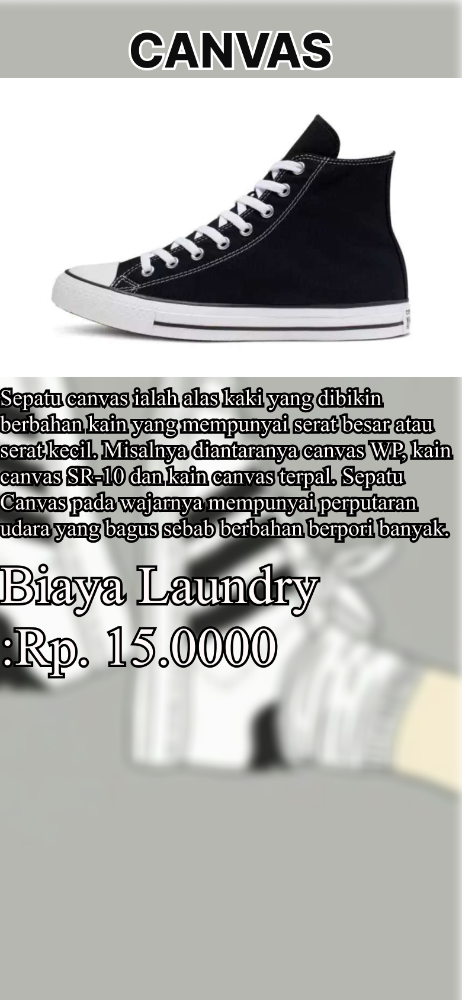 CANVAS
Sepatu canvas ialah alas kaki yang dibikin
berbahan kain yang mempunyai serat besar atau
serat kecil. Misalnya diantaranya canvas WP, kain
canvas SR-10 dan kain canvas terpal. Sepatu
Canvas pada wajarnya mempunyai perputaran
udara yang bagus sebab berbahan berpori banyak.
Biaya Laundry
:Rp. 15.0000